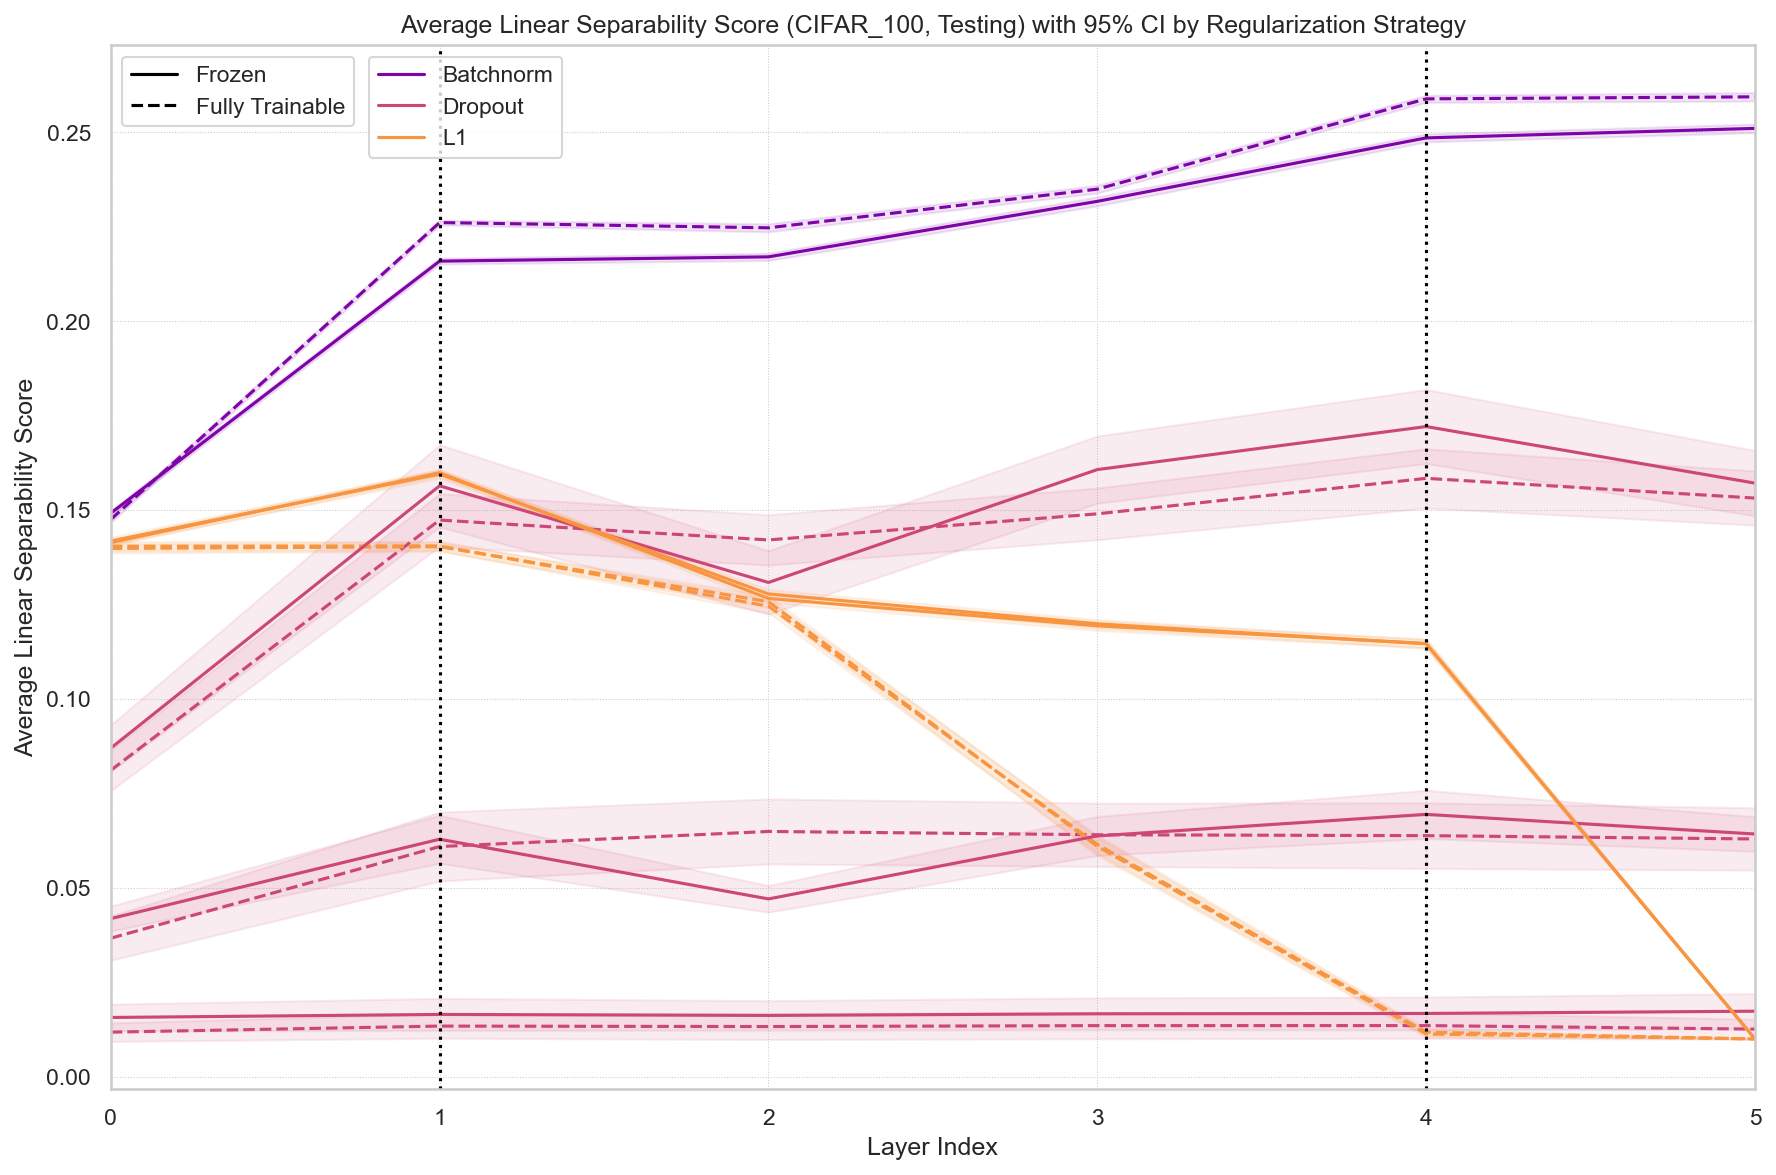 Average Linear Separability Score (CIFAR_100, Testing) with 95% CI by Regularization Strategy
Frozen
Fully Trainable
Batchnorm
Dropout
L1
Average Linear Separability Score
0.25
0.20
0.15
0.10
0.05
0.00
0 1 2 3 4 5
Layer Index